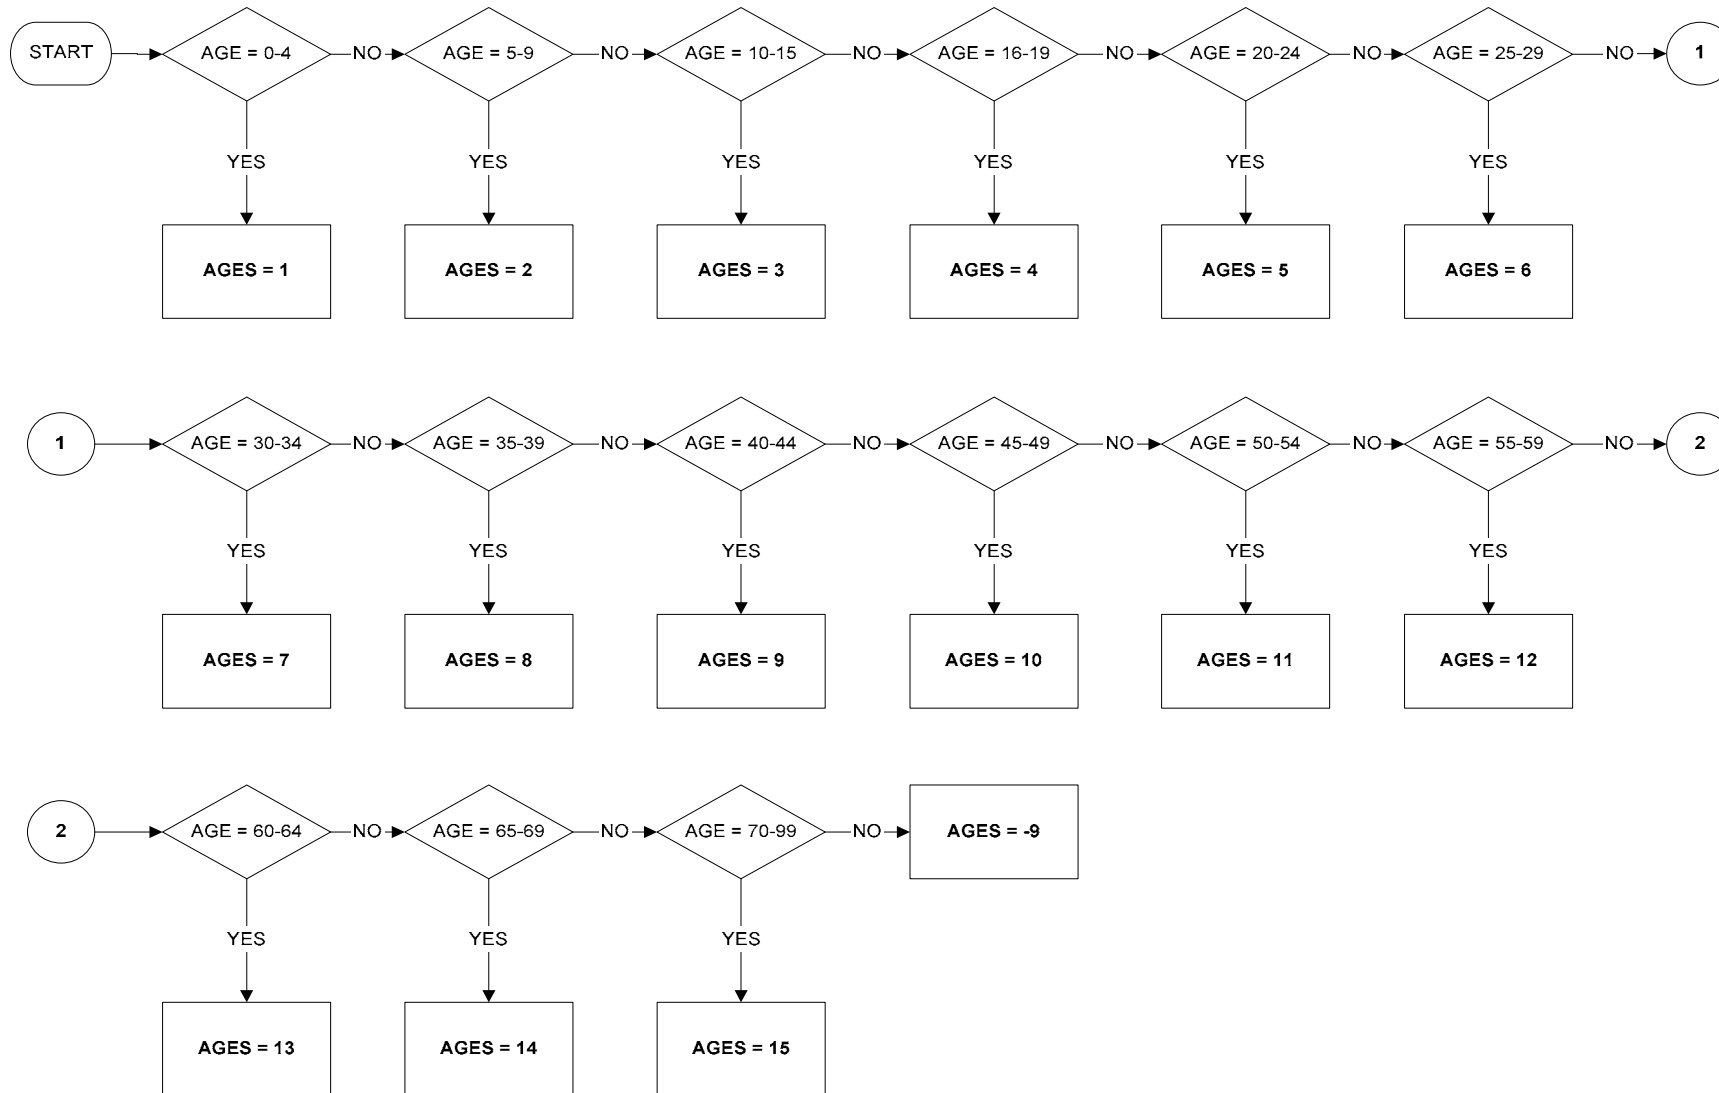 START
AGE = 0-4
NO
AGE = 5-9
NO
AGE = 10-15
NO
AGE = 16-19
NO
AGE = 20-24
NO
AGE = 25-29
NO
1
YES
YES
YES
YES
YES
YES
AGES = 1
AGES = 2
AGES = 3
AGES = 4
AGES = 5
AGES = 6
1
AGE = 30-34
NO
AGE = 35-39
NO
AGE = 40-44
NO
AGE = 45-49
NO
AGE = 50-54
NO
AGE = 55-59
NO
2
YES
YES
YES
YES
YES
YES
AGES = 7
AGES = 8
AGES = 9
AGES = 10
AGES = 11
AGES = 12
2
AGE = 60-64
NO
AGE = 65-69
NO
AGE = 70-99
NO
AGES = -9
YES
YES
YES
AGES = 13
AGES = 14
AGES = 15